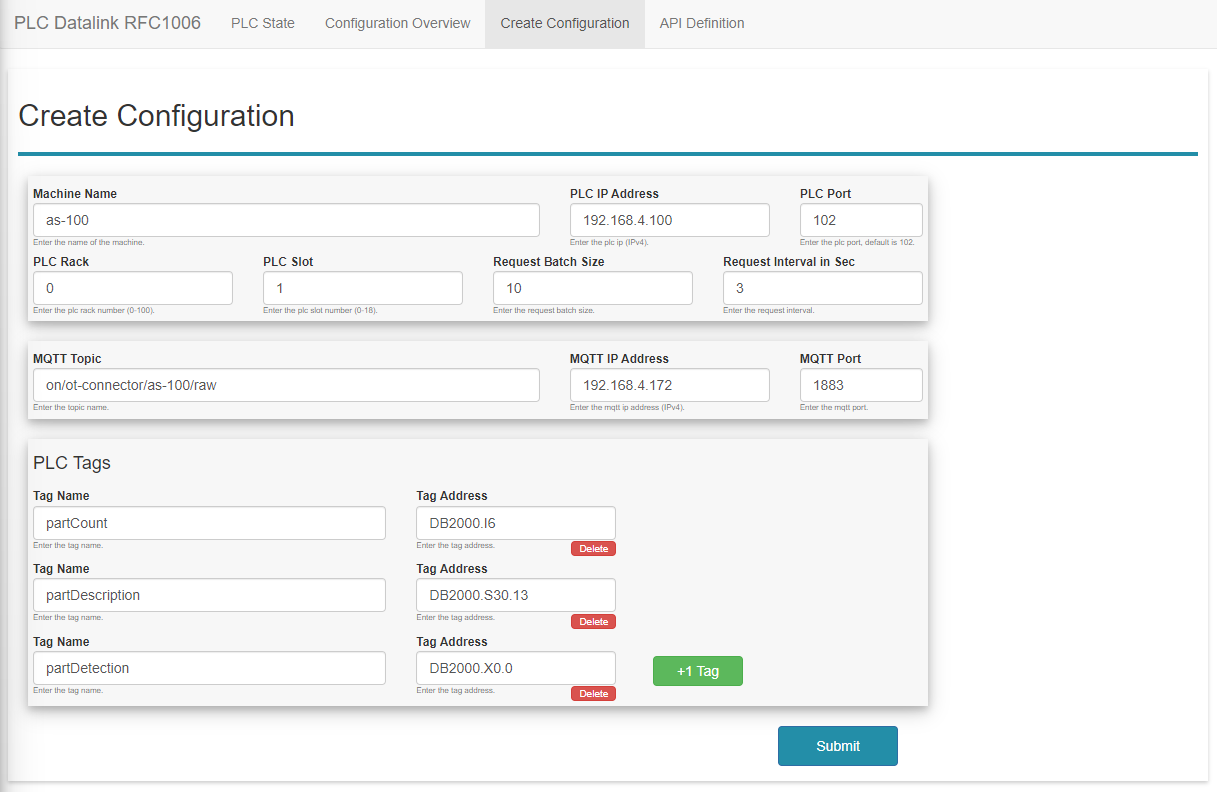 PLC Datalink RFC1006 PLC State Configuration Overview Create Configuration API Definition
Create Configuration
Machine Name PLC IP Address PLC Port
as-100 192.168.4.100 102
Enter the name of the machine. Enter the plc ip (IPv4). Enter the plc port, default is 102.
PLC Rack PLC Slot Request Batch Size Request Interval in Sec
0 1 10 3
Enter the plc rack number (0-100). Enter the plc slot number (0-18). Enter the request batch size. Enter the request interval.
MQTT Topic MQTT IP Address MQTT Port
on/ot-connector/as-100/raw 192.168.4.172 1883
Enter the topic name. Enter the mqtt ip address (IPv4). Enter the mqtt port.
PLC Tags
Tag Name Tag Address
partCount DB2000.I6
Enter the tag name. Enter the tag address. Delete
Tag Name Tag Address
partDescription DB2000.S30.13
Enter the tag name. Enter the tag address. Delete
Tag Name Tag Address
partDetection DB2000.X0.0 +1 Tag
Enter the tag name. Enter the tag address. Delete
Submit